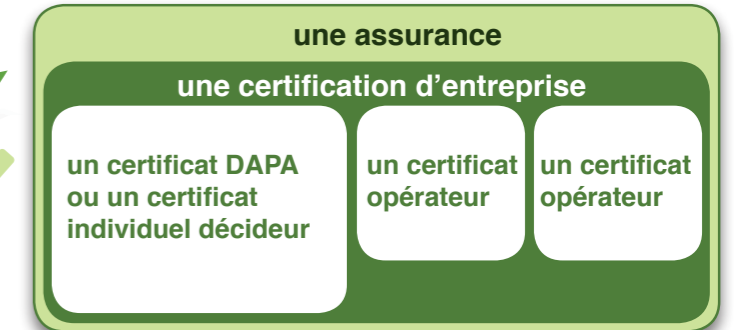 une assurance
une certification d'entreprise
un certificat DAPA
ou un certificat
individuel décideur
un certificat
opérateur
un certificat
opérateur